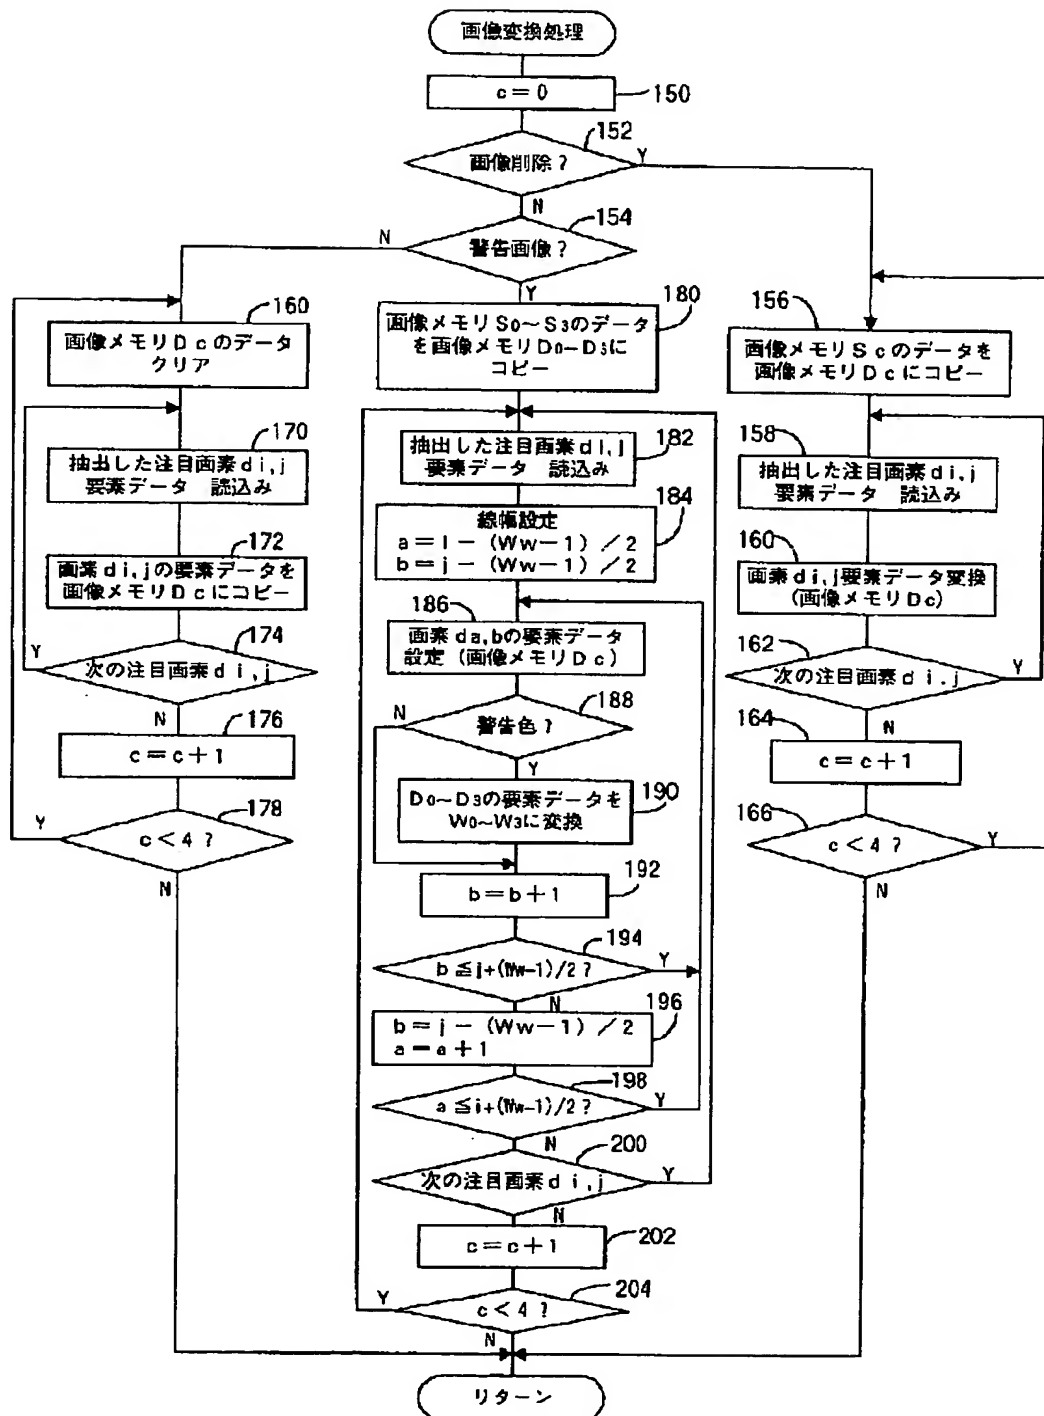 画像変換処理
c=0
150
152
画像削除?
Y
N
154
警告画像?
N
Y
160
画像メモリDcのデータ
クリア
170
抽出した注目画素di,j
要素データ 読込み
172
画素di,jの要素データを
画像メモリDcにコピー
174
Y
次の注目画素di,j
N
176
c=c+1
178
Y
c<4?
N
180
画像メモリS0~S3のデータ
を画像メモリD0~D3に
コピー
182
抽出した注目画素di,j
要素データ 読込み
184
線幅設定
a=i-(Ww-1)/2
b=j-(Ww-1)/2
186
画素da,bの要素データ
設定(画像メモリDc)
188
N
警告色?
Y
190
D0~D3の要素データを
W0~W3に変換
192
b=b+1
194
b≦j+(Ww-1)/2?
Y
N
196
b=j-(Ww-1)/2
a=a+1
198
a≦i+(Ww-1)/2?
Y
N
200
次の注目画素di,j
Y
N
c=c+1
202
204
Y
c<4?
N
156
画像メモリScのデータを
画像メモリDcにコピー
158
抽出した注目画素di,j
要素データ 読込み
160
画素di,j要素データ変換
(画像メモリDc)
162
次の注目画素di.j
Y
N
164
c=c+1
166
c<4?
Y
N
リターン